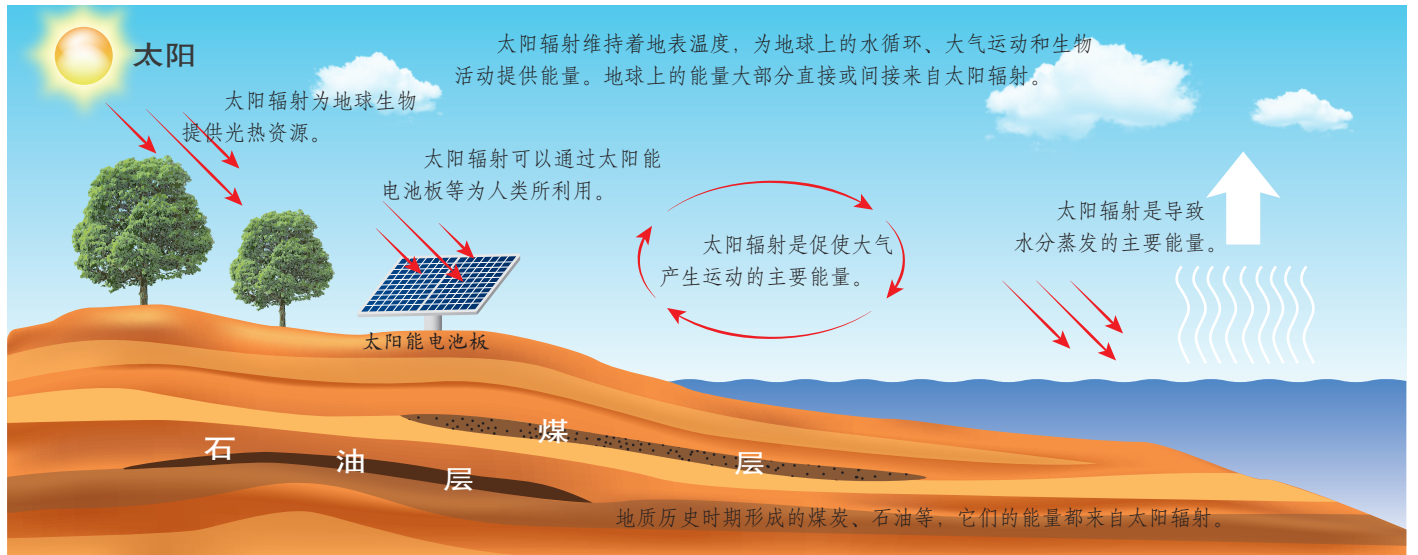 太阳
太阳辐射维持着地表温度，为地球上的水循环、大气运动和生物
活动提供能量。地球上的能量大部分直接或间接来自太阳辐射。
太阳辐射为地球生物
提供光热资源。
太阳辐射可以通过太阳能
电池板等为人类所利用。
太阳辐射是促使大气
产生运动的主要能量。
太阳辐射是导致
水分蒸发的主要能量。
太阳能电池板
煤层
石油层
地质历史时期形成的煤炭、石油等，它们的能量都来自太阳辐射。